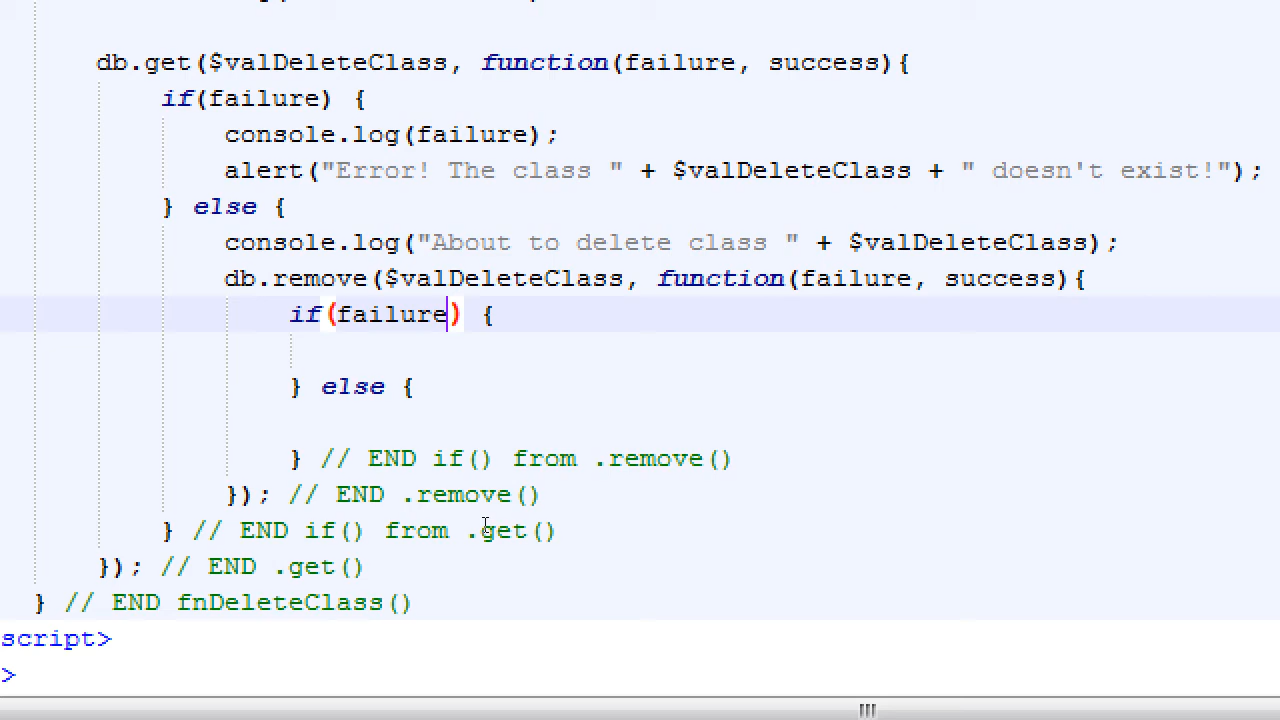 db.get($valDeleteClass, function(failure, success){
if(failure) {
console.log(failure);
alert("Error! The class " + $valDeleteClass + " doesn't exist!");
} else {
console.log("About to delete class " + $valDeleteClass);
db.remove($valDeleteClass, function(failure, success){
if(failure) {
} else {
} // END if() from .remove()
}); // END .remove()
} // END if() from .get()
}); // END .get()
} // END fnDeleteClass()
script>
>